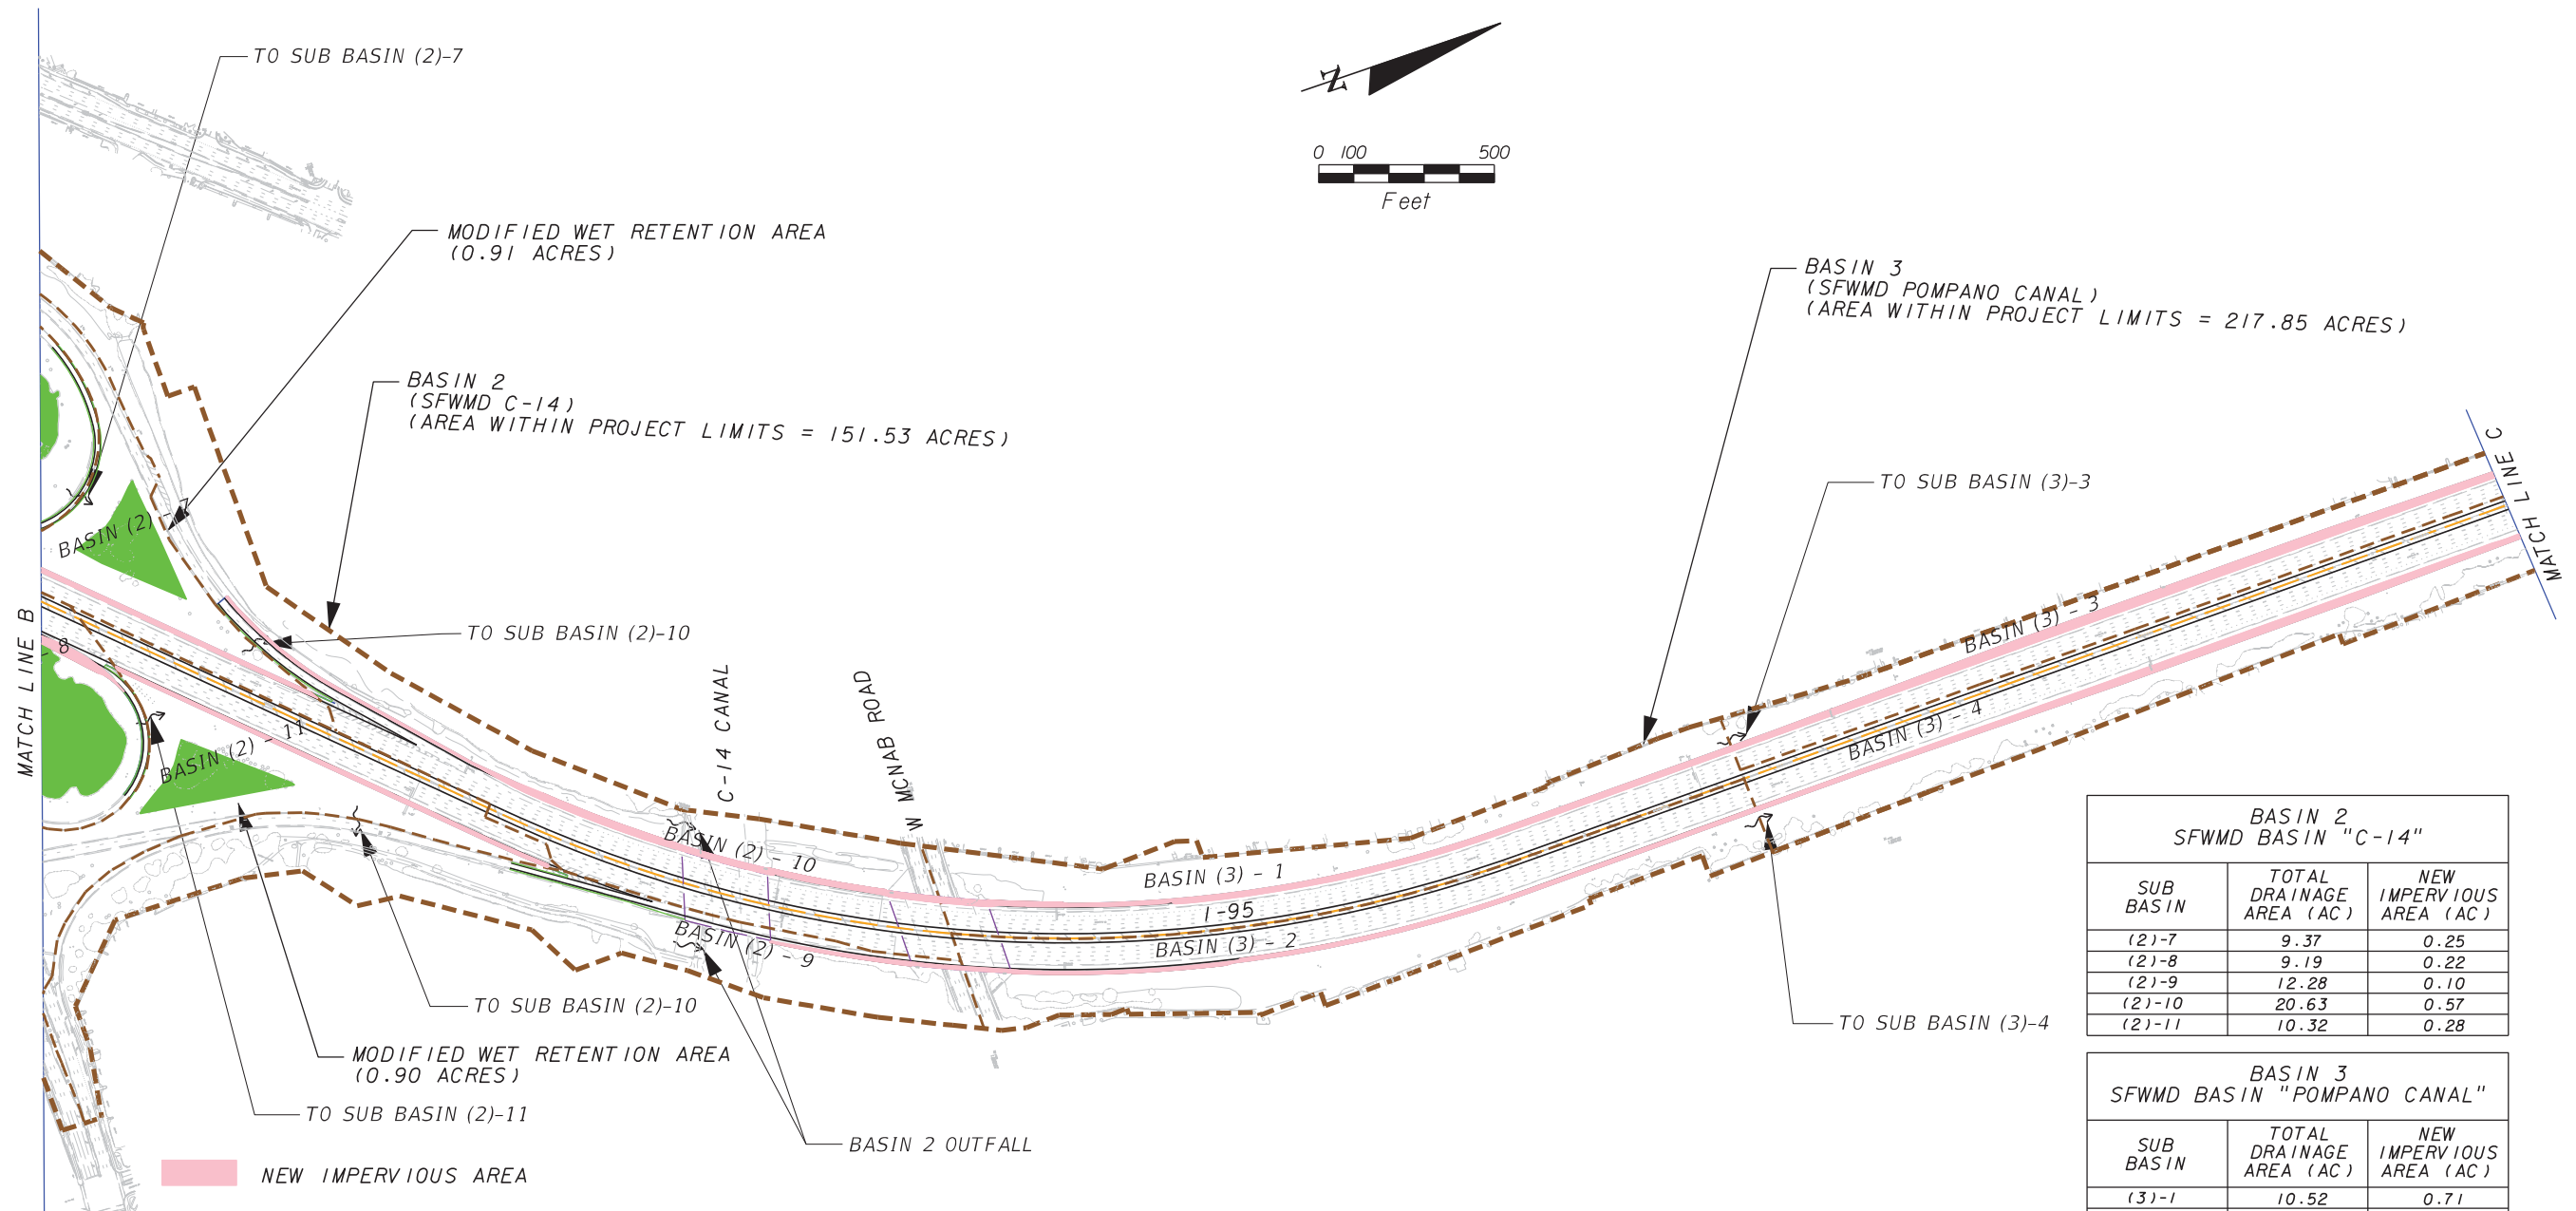 TO SUB BASIN (2)-7
N
0 100 500
Feet
MODIFIED WET RETENTION AREA
(0.91 ACRES)
BASIN 3
(SFWMD POMPANO CANAL)
(AREA WITHIN PROJECT LIMITS = 217.85 ACRES)
BASIN 2
(SFWMD C-14)
(AREA WITHIN PROJECT LIMITS = 151.53 ACRES)
MATCH LINE C
TO SUB BASIN (3)-3
BASIN (2) - 7
MATCH LINE B
- 8
TO SUB BASIN (2)-10
BASIN (3) - 3
C-14 CANAL
W MCNAB ROAD
BASIN (2) - 11
BASIN (3) - 4
BASIN (2) - 10
BASIN (3) - 1
I-95
BASIN (2) - 9
BASIN (3) - 2
TO SUB BASIN (2)-10
TO SUB BASIN (3)-4
MODIFIED WET RETENTION AREA
(0.90 ACRES)
TO SUB BASIN (2)-11
BASIN 2 OUTFALL
NEW IMPERVIOUS AREA
BASIN 2
SFWMD BASIN "C-14"
SUB BASIN TOTAL DRAINAGE AREA (AC) NEW IMPERVIOUS AREA (AC)
(2)-7 9.37 0.25
(2)-8 9.19 0.22
(2)-9 12.28 0.10
(2)-10 20.63 0.57
(2)-11 10.32 0.28
BASIN 3
SFWMD BASIN "POMPANO CANAL"
SUB BASIN TOTAL DRAINAGE AREA (AC) NEW IMPERVIOUS AREA (AC)
(3)-1 10.52 0.71